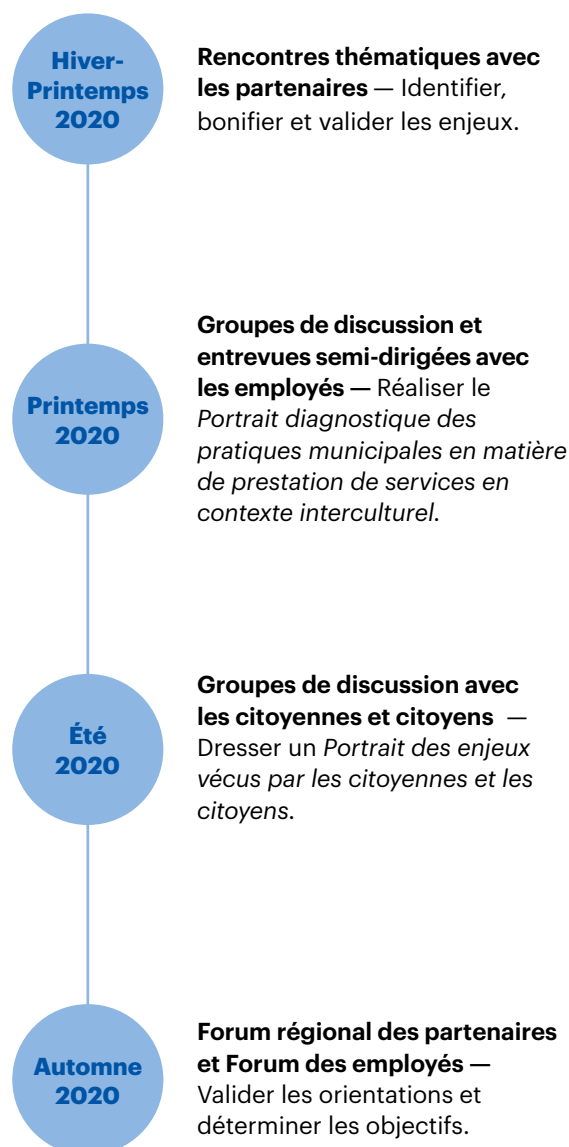 Hiver-
Printemps
2020
Rencontres thématiques avec
les partenaires — Identifier,
bonifier et valider les enjeux.
Printemps
2020
Groupes de discussion et
entrevues semi-dirigées avec
les employés — Réaliser le
Portrait diagnostique des
pratiques municipales en matière
de prestation de services en
contexte interculturel.
Été
2020
Groupes de discussion avec
les citoyennes et citoyens —
Dresser un Portrait des enjeux
vécus par les citoyennes et les
citoyens.
Automne
2020
Forum régional des partenaires
et Forum des employés —
Valider les orientations et
déterminer les objectifs.